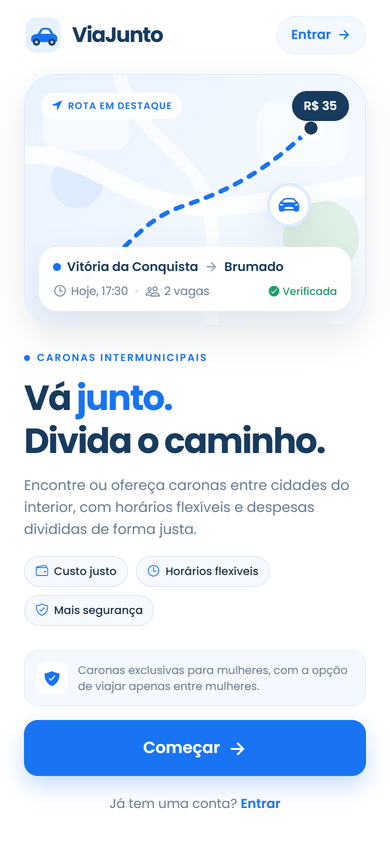 ViaJunto
Entrar →
ROTA EM DESTAQUE
R$ 35
Vitória da Conquista → Brumado
Hoje, 17:30 • 2 vagas
Verificada
CARONAS INTERMUNICIPAIS
Vá junto.
Divida o caminho.
Encontre ou ofereça caronas entre cidades do
interior, com horários flexíveis e despesas
divididas de forma justa.
Custo justo
Horários flexíveis
Mais segurança
Caronas exclusivas para mulheres, com a opção
de viajar apenas entre mulheres.
Começar →
Já tem uma conta? Entrar